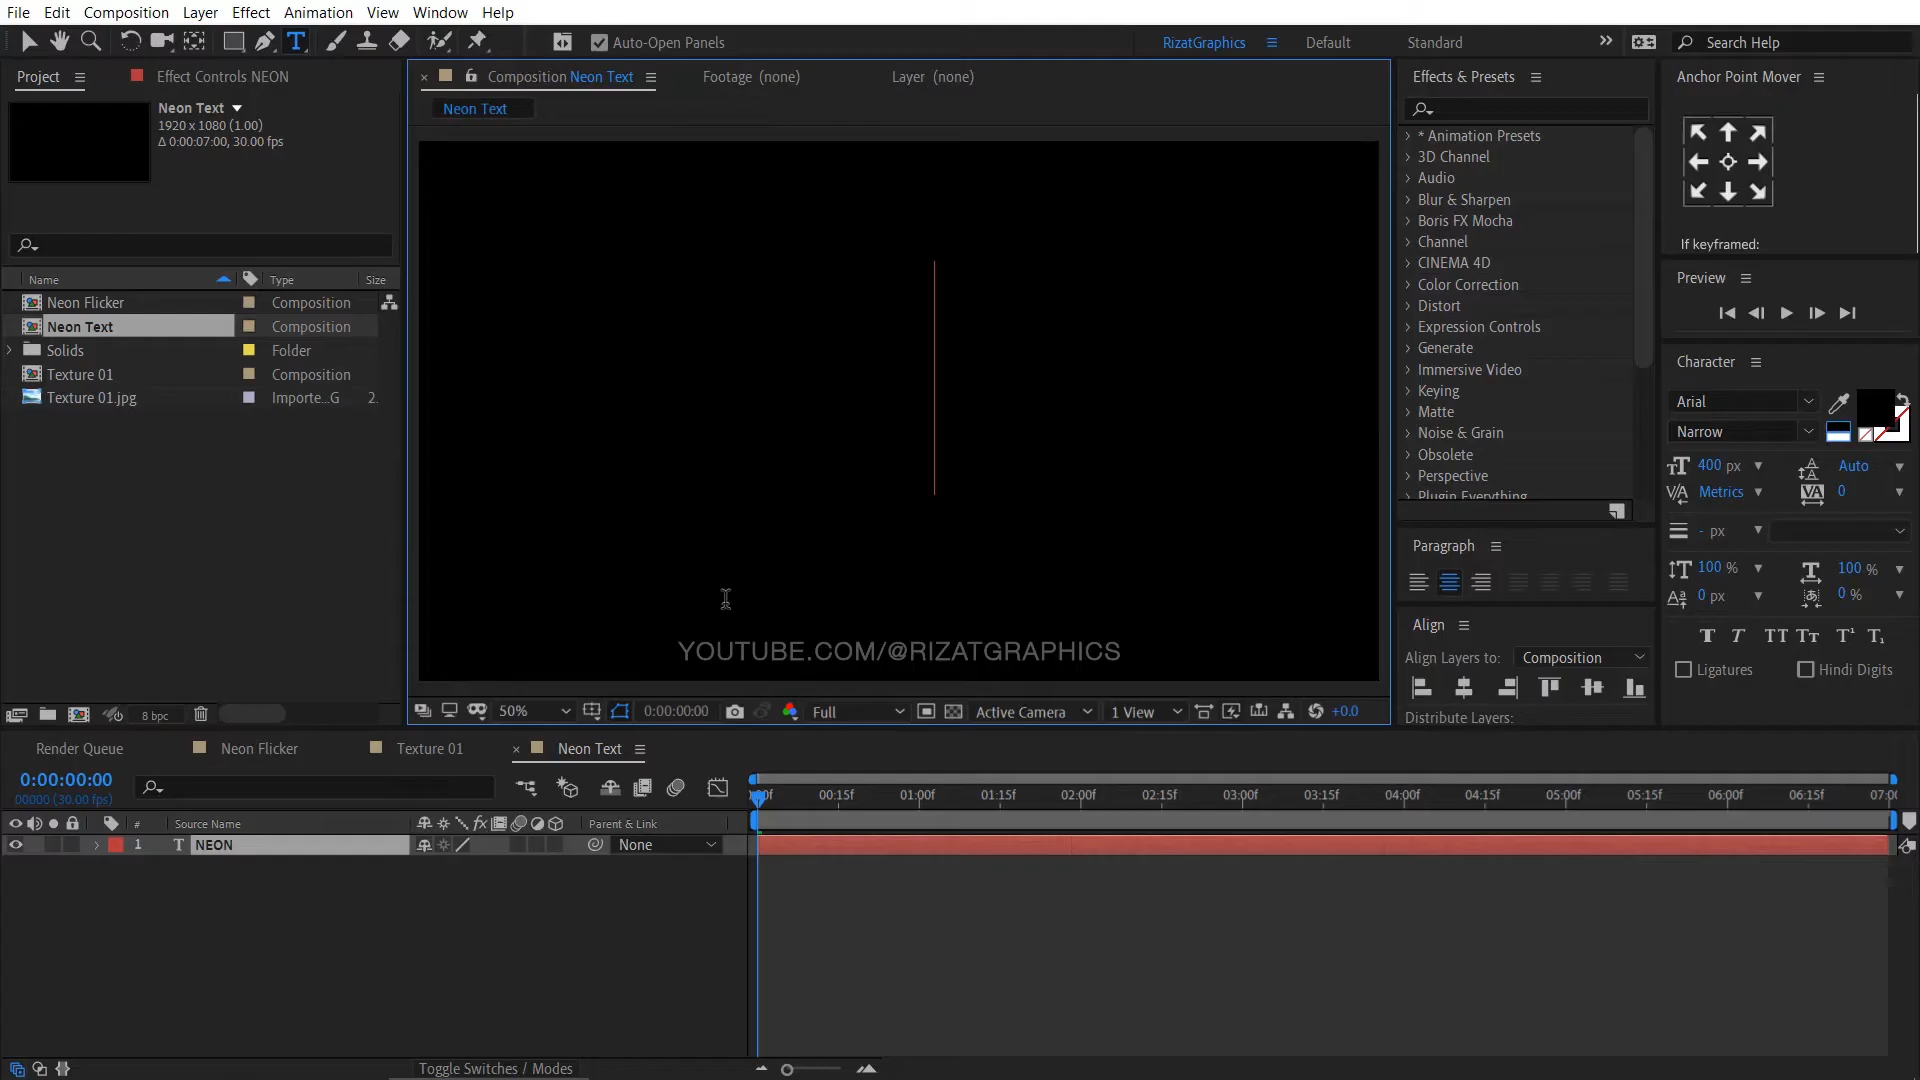 File Edit Composition Layer Effect Animation View Window Help
Auto-Open Panels RizatGraphics Default Standard Search Help
Project Effect Controls NEON
Neon Text
1920 x 1080 (1.00)
Δ 0:00:07:00, 30.00 fps
Name Type Size
Neon Flicker Composition
Neon Text Composition
Solids Folder
Texture 01 Composition
Texture 01.jpg Importe...G 2.
8 bpc
Composition Neon Text Footage (none) Layer (none)
Neon Text
YOUTUBE.COM/@RIZATGRAPHICS
50% 0:00:00:00 Full Active Camera 1 View +0.0
Effects & Presets
* Animation Presets
3D Channel
Audio
Blur & Sharpen
Boris FX Mocha
Channel
CINEMA 4D
Color Correction
Distort
Expression Controls
Generate
Immersive Video
Keying
Matte
Noise & Grain
Obsolete
Perspective
Plugin Everything
Paragraph
Align
Align Layers to: Composition
Distribute Layers:
Anchor Point Mover
If keyframed:
Preview
Character
Arial
Narrow
400 px Auto
Metrics 0
- px
100 % 100 %
0 px 0 %
Ligatures Hindi Digits
Render Queue Neon Flicker Texture 01 Neon Text
0:00:00:00
00000 (30.00 fps)
00:15f 01:00f 01:15f 02:00f 02:15f 03:00f 03:15f 04:00f 04:15f 05:00f 05:15f 06:00f 06:15f 07:00
# Source Name Parent & Link
1 T NEON None
Toggle Switches / Modes